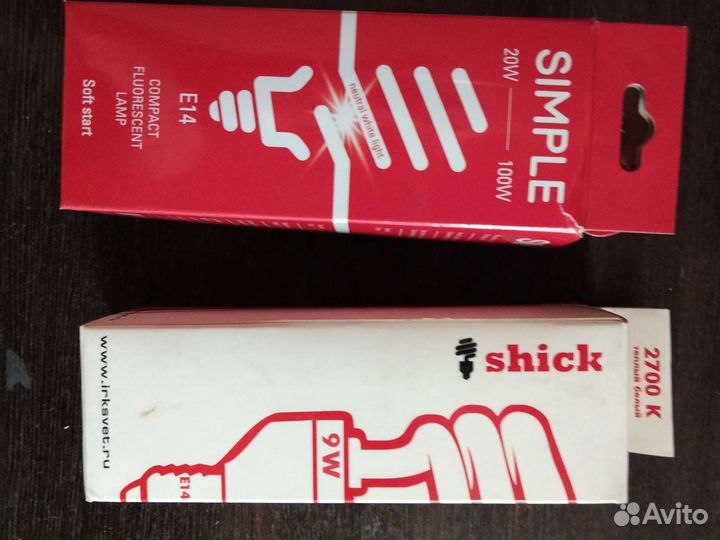 SIMPLE
20W
100W
neutral white light
E14
COMPACT
FLUORESCENT
LAMP
Soft start
shick
2700 K
теплый белый
9W
E14
www.irksvet.ru
Avito